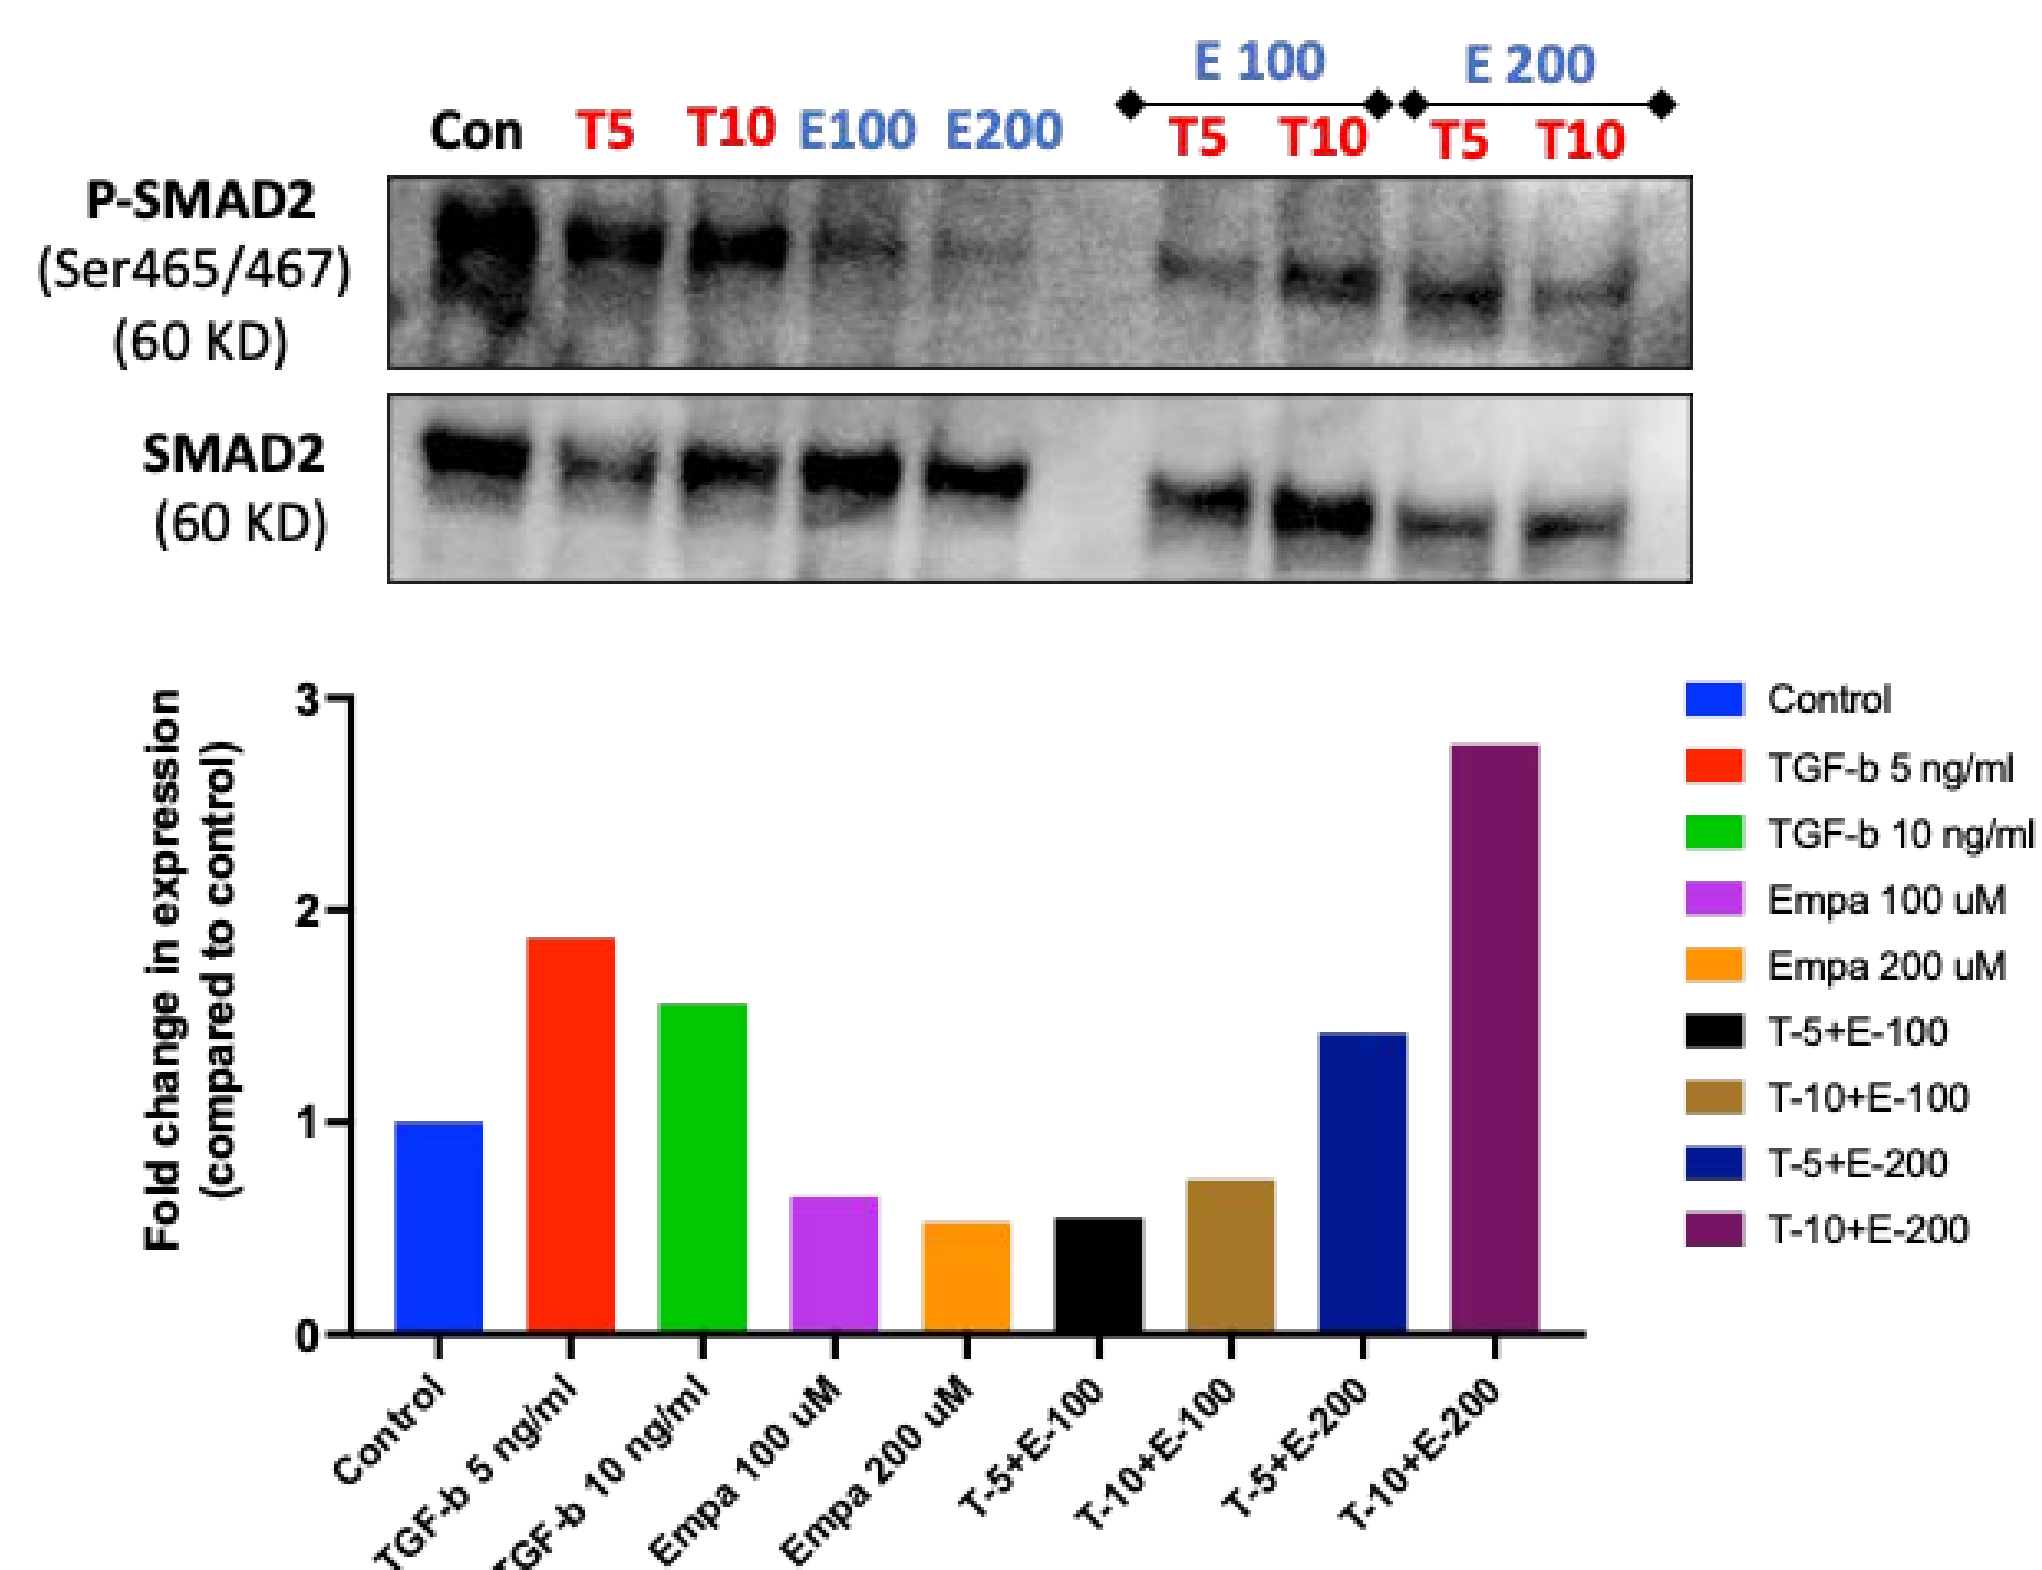 E 100 E 200
Con T5 T10 E100 E200 T5 T10 T5 T10
P-SMAD2
(Ser465/467)
(60 KD)
SMAD2
(60 KD)
Fold change in expression
(compared to control)
3
2
1
0
Control
TGF-b 5 ng/ml
TGF-b 10 ng/ml
Empa 100 uM
Empa 200 uM
T-5+E-100
T-10+E-100
T-5+E-200
T-10+E-200
Control
TGF-b 5 ng/ml
TGF-b 10 ng/ml
Empa 100 uM
Empa 200 uM
T-5+E-100
T-10+E-100
T-5+E-200
T-10+E-200